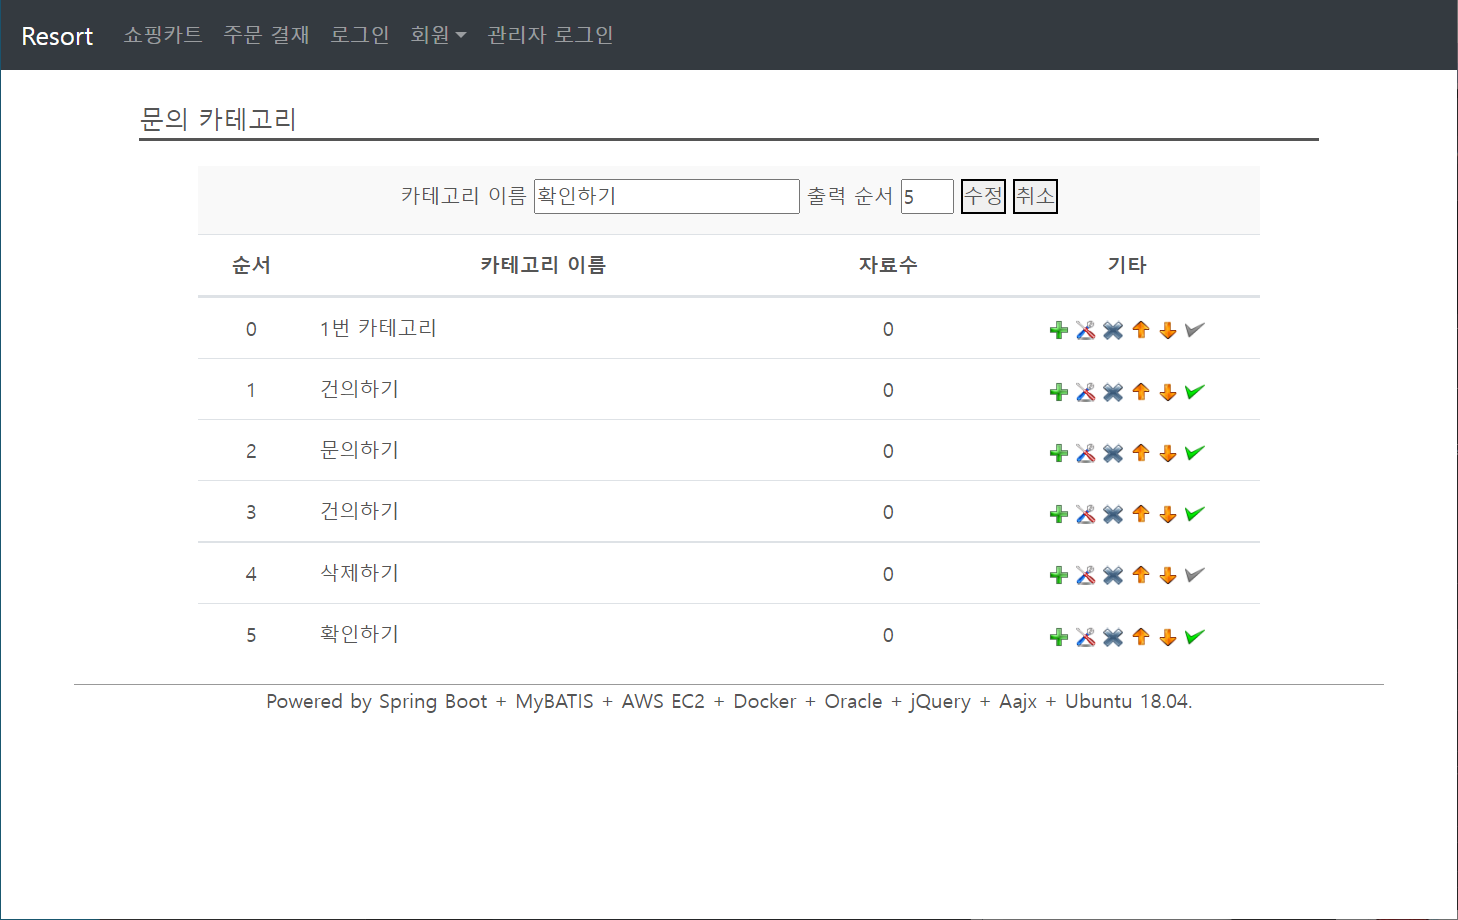 Resort 쇼핑카트 주문 결재 로그인 회원 관리자 로그인
문의 카테고리
카테고리 이름 확인하기 출력 순서 5 수정 취소
순서 카테고리 이름 자료수 기타
0 1번 카테고리 0
1 건의하기 0
2 문의하기 0
3 건의하기 0
4 삭제하기 0
5 확인하기 0
Powered by Spring Boot + MyBATIS + AWS EC2 + Docker + Oracle + jQuery + Aajx + Ubuntu 18.04.